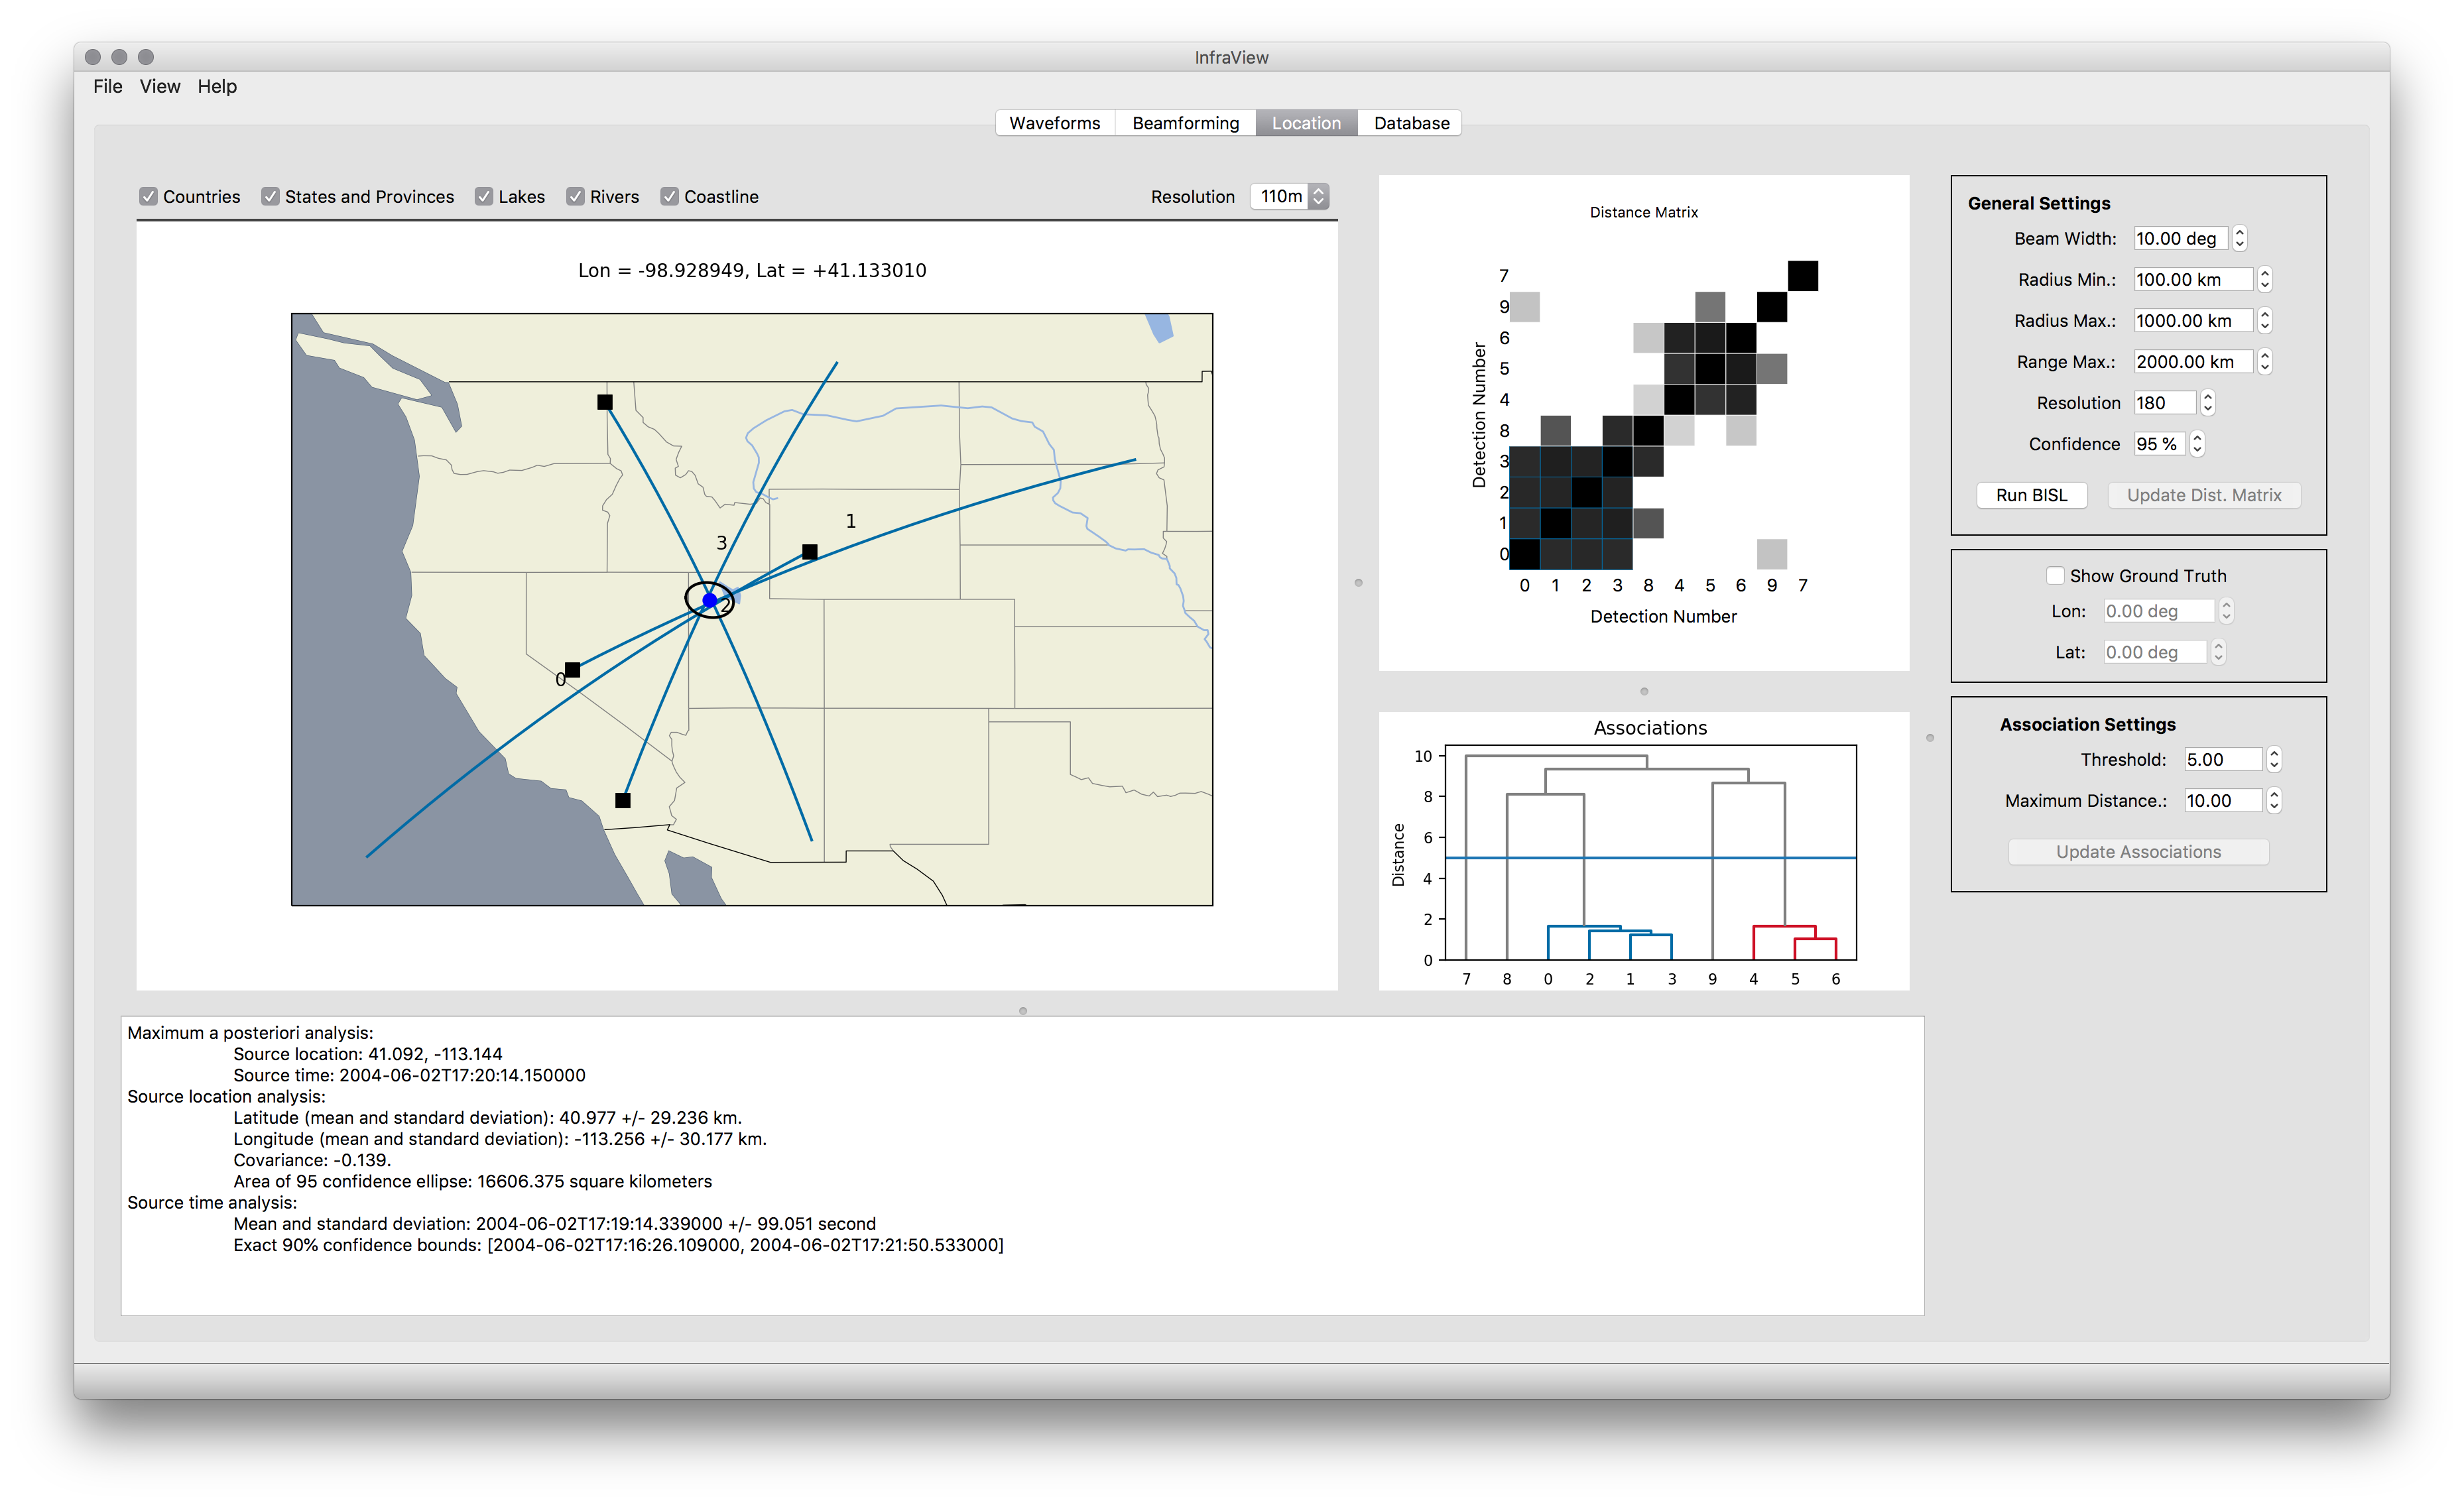 InfraView
File View Help
Waveforms Beamforming Location Database
Countries States and Provinces Lakes Rivers Coastline Resolution 110m
Lon = -98.928949, Lat = +41.133010
1
3
2
0
Distance Matrix
Detection Number
7
9
6
5
4
8
3
2
1
0
0 1 2 3 8 4 5 6 9 7
Detection Number
Associations
Distance
10
8
6
4
2
0
7 8 0 2 1 3 9 4 5 6
General Settings
Beam Width: 10.00 deg
Radius Min.: 100.00 km
Radius Max.: 1000.00 km
Range Max.: 2000.00 km
Resolution 180
Confidence 95 %
Run BISL Update Dist. Matrix
Show Ground Truth
Lon: 0.00 deg
Lat: 0.00 deg
Association Settings
Threshold: 5.00
Maximum Distance.: 10.00
Update Associations
Maximum a posteriori analysis:
Source location: 41.092, -113.144
Source time: 2004-06-02T17:20:14.150000
Source location analysis:
Latitude (mean and standard deviation): 40.977 +/- 29.236 km.
Longitude (mean and standard deviation): -113.256 +/- 30.177 km.
Covariance: -0.139.
Area of 95 confidence ellipse: 16606.375 square kilometers
Source time analysis:
Mean and standard deviation: 2004-06-02T17:19:14.339000 +/- 99.051 second
Exact 90% confidence bounds: [2004-06-02T17:16:26.109000, 2004-06-02T17:21:50.533000]